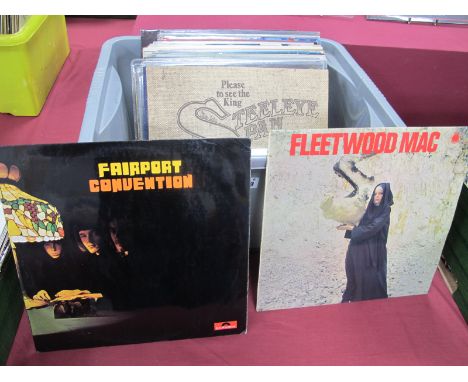 Please
to see the
King
STEELEYE
SPAN
FAIRPORT
CONVENTION
FLEETWOOD MAC